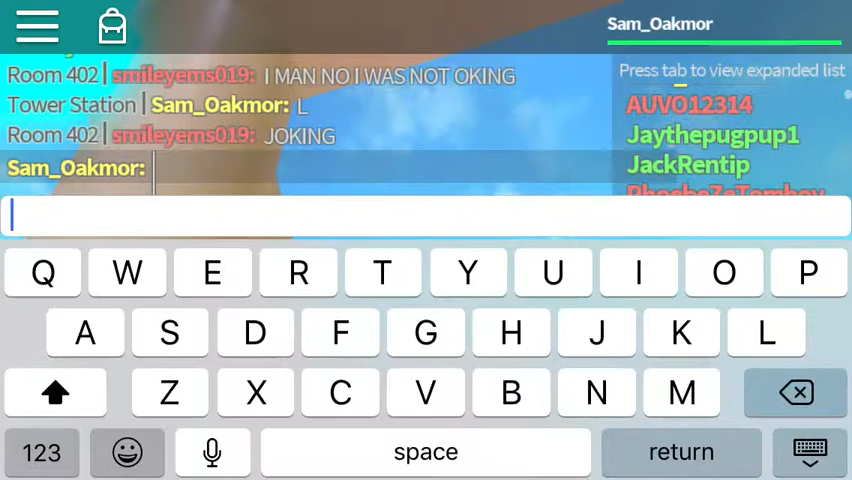 Sam_Oakmor
Room 402 | smileyems019: I MAN NO I WAS NOT OKING
Tower Station | Sam_Oakmor: L
Room 402 | smileyems019: JOKING
Sam_Oakmor:
Press tab to view expanded list
AUVO12314
Jaythepugpup1
JackRentip
Q W E R T Y U I O P
A S D F G H J K L
Z X C V B N M
123 space return